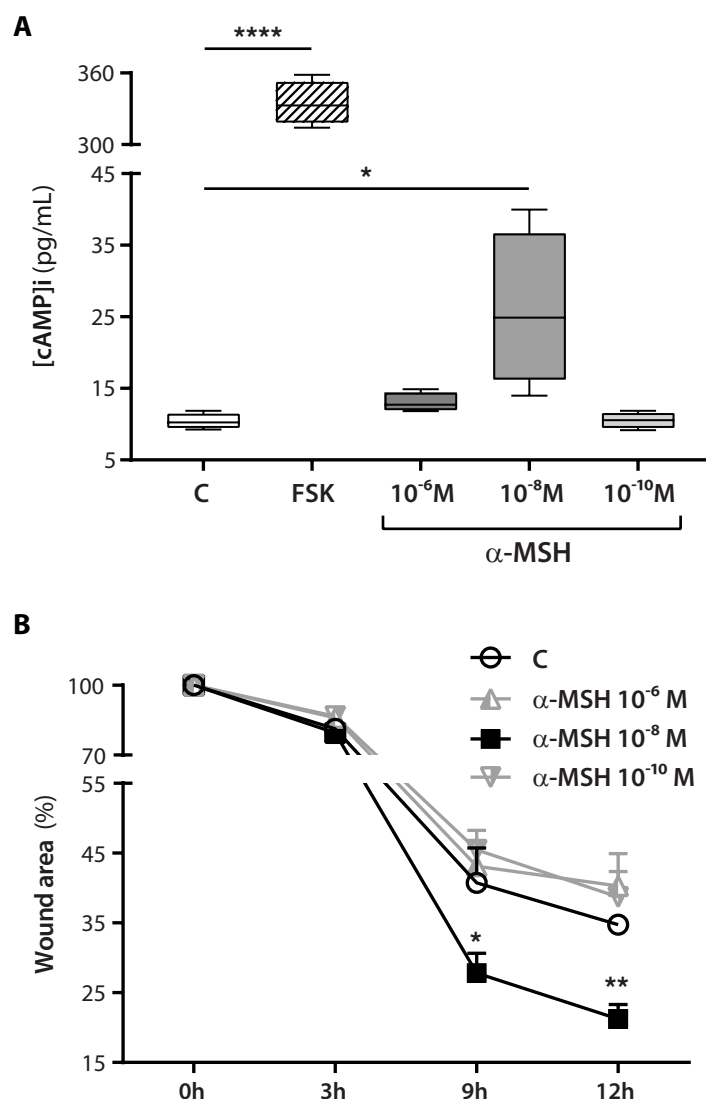 A
****
360
300
[cAMP]i (pg/mL)
45
*
35
25
15
5
C FSK 10⁻⁶M 10⁻⁸M 10⁻¹⁰M
α-MSH
B
C
α-MSH 10⁻⁶ M
α-MSH 10⁻⁸ M
α-MSH 10⁻¹⁰ M
100
70
55
Wound area (%)
45
35
*
**
25
15
0h 3h 9h 12h